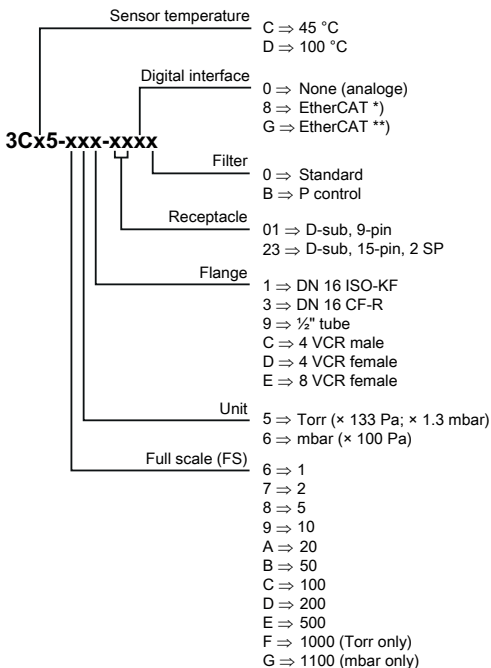 Sensor temperature
C ⇒ 45 °C
D ⇒ 100 °C
Digital interface
0 ⇒ None (analoge)
8 ⇒ EtherCAT *)
G ⇒ EtherCAT **)
3Cx5-xxx-xxxx
Filter
0 ⇒ Standard
B ⇒ P control
Receptacle
01 ⇒ D-sub, 9-pin
23 ⇒ D-sub, 15-pin, 2 SP
Flange
1 ⇒ DN 16 ISO-KF
3 ⇒ DN 16 CF-R
9 ⇒ ½" tube
C ⇒ 4 VCR male
D ⇒ 4 VCR female
E ⇒ 8 VCR female
Unit
5 ⇒ Torr (× 133 Pa; × 1.3 mbar)
6 ⇒ mbar (× 100 Pa)
Full scale (FS)
6 ⇒ 1
7 ⇒ 2
8 ⇒ 5
9 ⇒ 10
A ⇒ 20
B ⇒ 50
C ⇒ 100
D ⇒ 200
E ⇒ 500
F ⇒ 1000 (Torr only)
G ⇒ 1100 (mbar only)